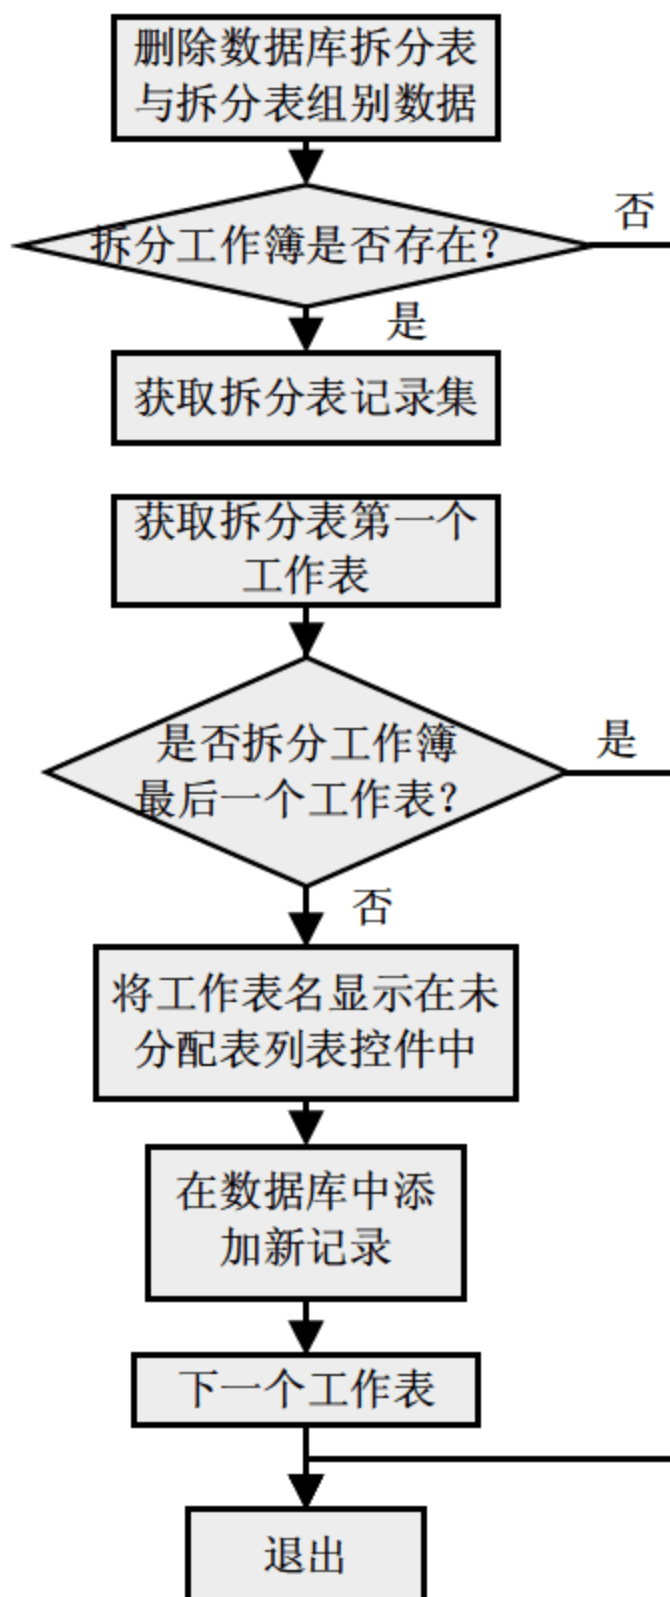 删除数据库拆分表
与拆分表组别数据
拆分工作簿是否存在？
否
是
获取拆分表记录集
获取拆分表第一个
工作表
是否拆分工作簿
最后一个工作表？
是
否
将工作表名显示在未
分配表列表控件中
在数据库中添
加新记录
下一个工作表
退出